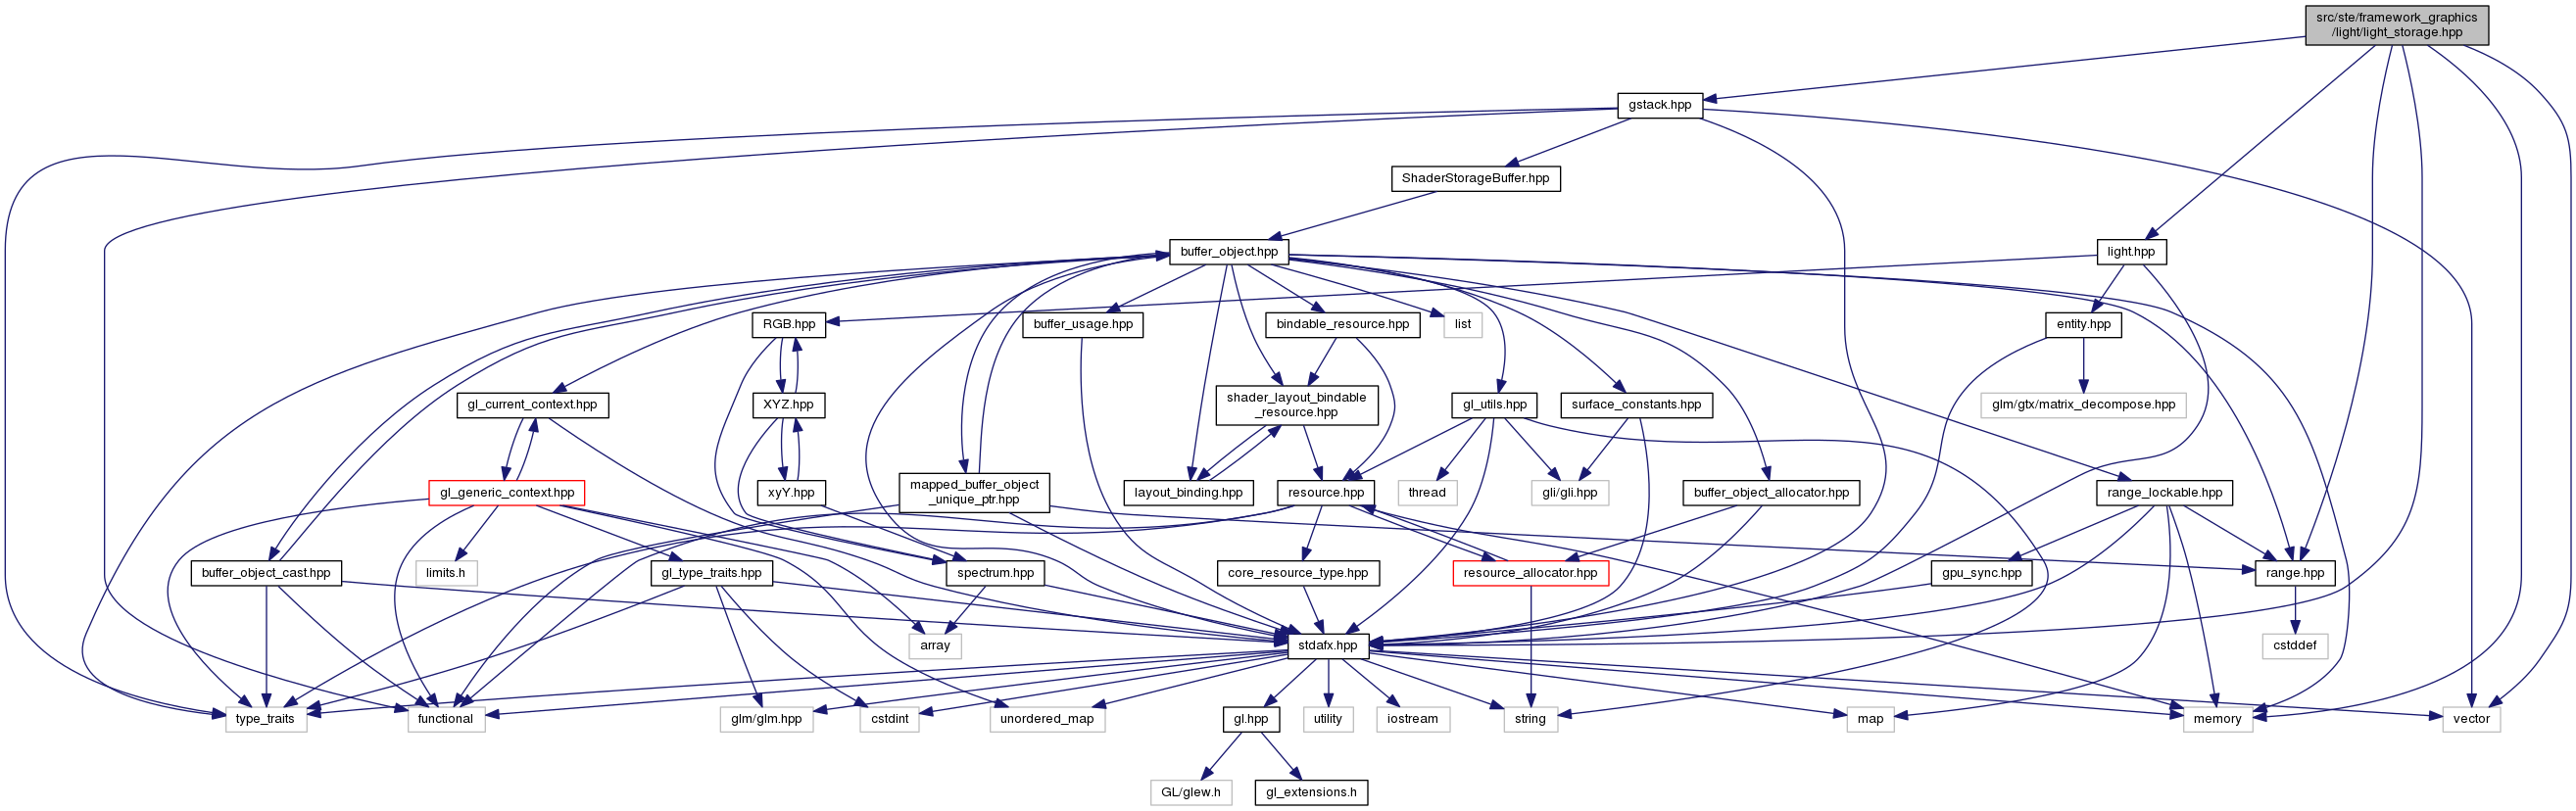 src/ste/framework_graphics
/light/light_storage.hpp
gstack.hpp
ShaderStorageBuffer.hpp
buffer_object.hpp
light.hpp
RGB.hpp
buffer_usage.hpp
bindable_resource.hpp
list
entity.hpp
gl_current_context.hpp
XYZ.hpp
shader_layout_bindable
_resource.hpp
gl_utils.hpp
surface_constants.hpp
glm/gtx/matrix_decompose.hpp
gl_generic_context.hpp
xyY.hpp
mapped_buffer_object
_unique_ptr.hpp
layout_binding.hpp
resource.hpp
thread
gli/gli.hpp
buffer_object_allocator.hpp
range_lockable.hpp
buffer_object_cast.hpp
limits.h
gl_type_traits.hpp
spectrum.hpp
core_resource_type.hpp
resource_allocator.hpp
gpu_sync.hpp
range.hpp
array
stdafx.hpp
cstddef
type_traits
functional
glm/glm.hpp
cstdint
unordered_map
gl.hpp
utility
iostream
string
map
memory
vector
GL/glew.h
gl_extensions.h